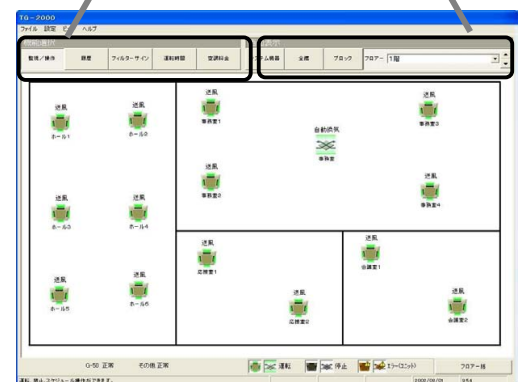 TG-2000
ファイル 設定 ヘルプ
監視/操作 履歴 フィルターサイン 運転時間 空調料金
全標 ブロック フロアー 1階
送風 ホール1
送風 ホール2
送風 事務室1
自動換気 事務室
送風 事務室3
送風 ホール3
送風 ホール4
送風 事務室2
送風 事務室4
送風 ホール5
送風 ホール6
送風 応接室1
送風 応接室2
送風 会議室1
送風 会議室2
G-50 正常 その他 正常
運転 停止 エラー(ユニット)